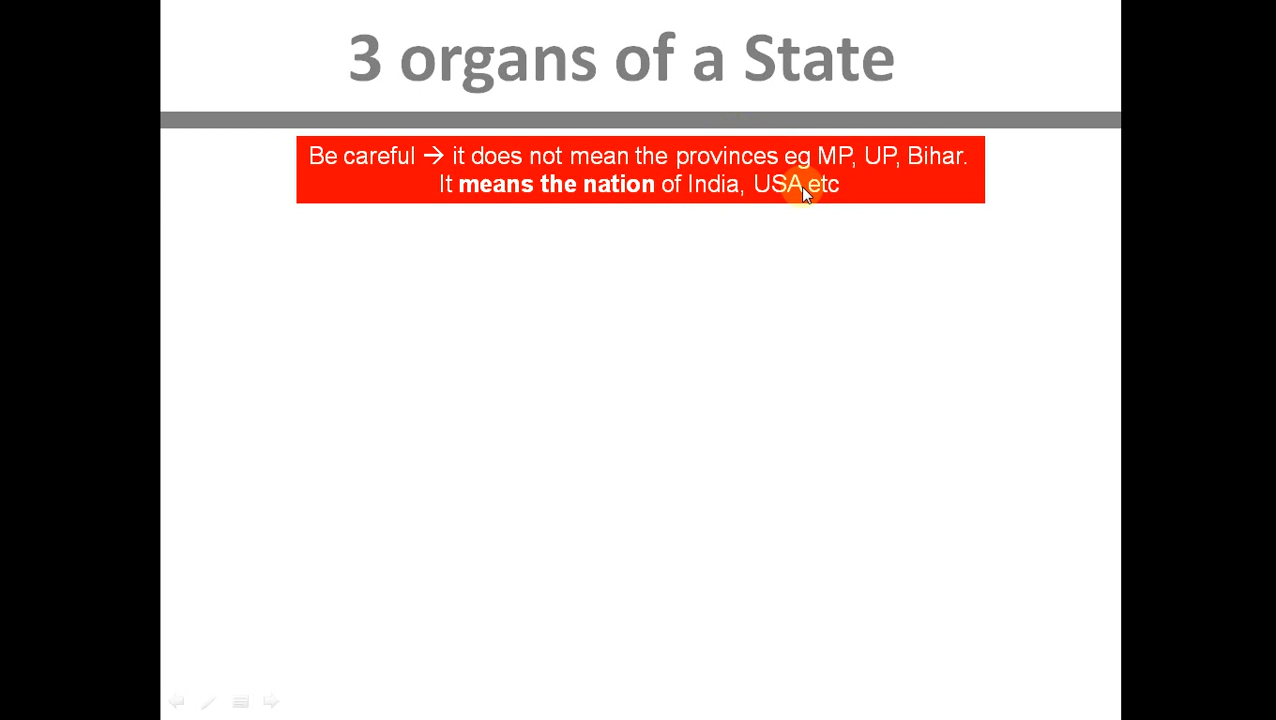 3 organs of a State
Be careful → it does not mean the provinces eg MP, UP, Bihar.
It means the nation of India, USA etc